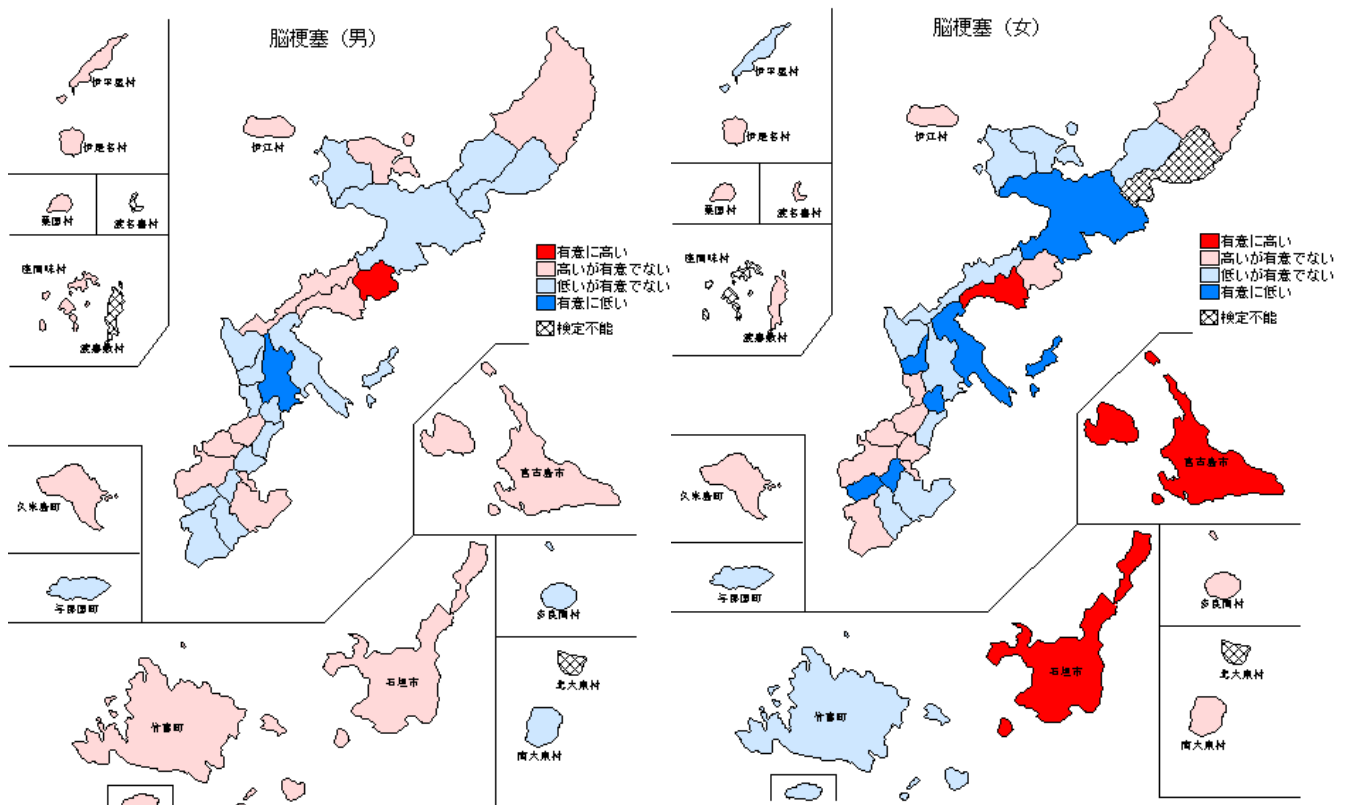 脳梗塞（男）
伊平屋村
伊是名村
伊江村
粟国村
渡名喜村
座間味村
渡嘉敷村
有意に高い
高いが有意でない
低いが有意でない
有意に低い
検定不能
久米島町
宮古島市
与那国町
多良間村
石垣市
竹富町
北大東村
南大東村
脳梗塞（女）
伊平屋村
伊是名村
伊江村
粟国村
渡名喜村
座間味村
渡嘉敷村
有意に高い
高いが有意でない
低いが有意でない
有意に低い
検定不能
久米島町
宮古島市
与那国町
多良間村
石垣市
竹富町
北大東村
南大東村